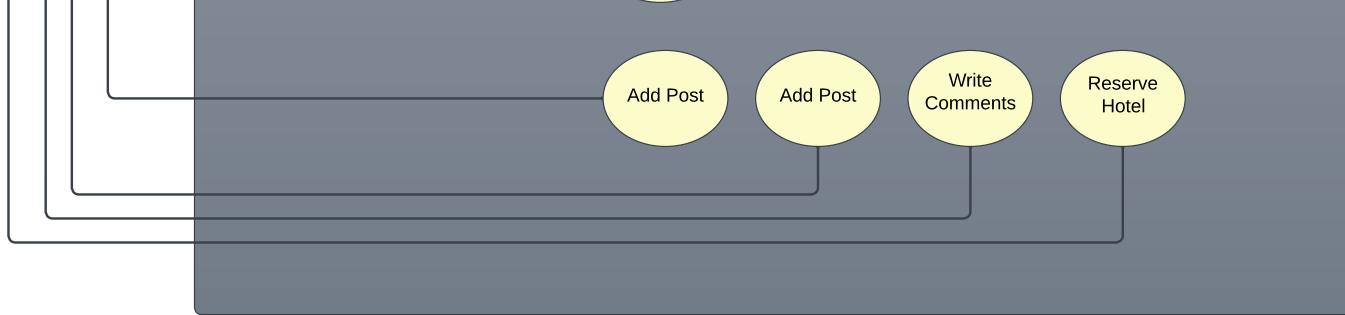 Add Post
Add Post
Write
Comments
Reserve
Hotel